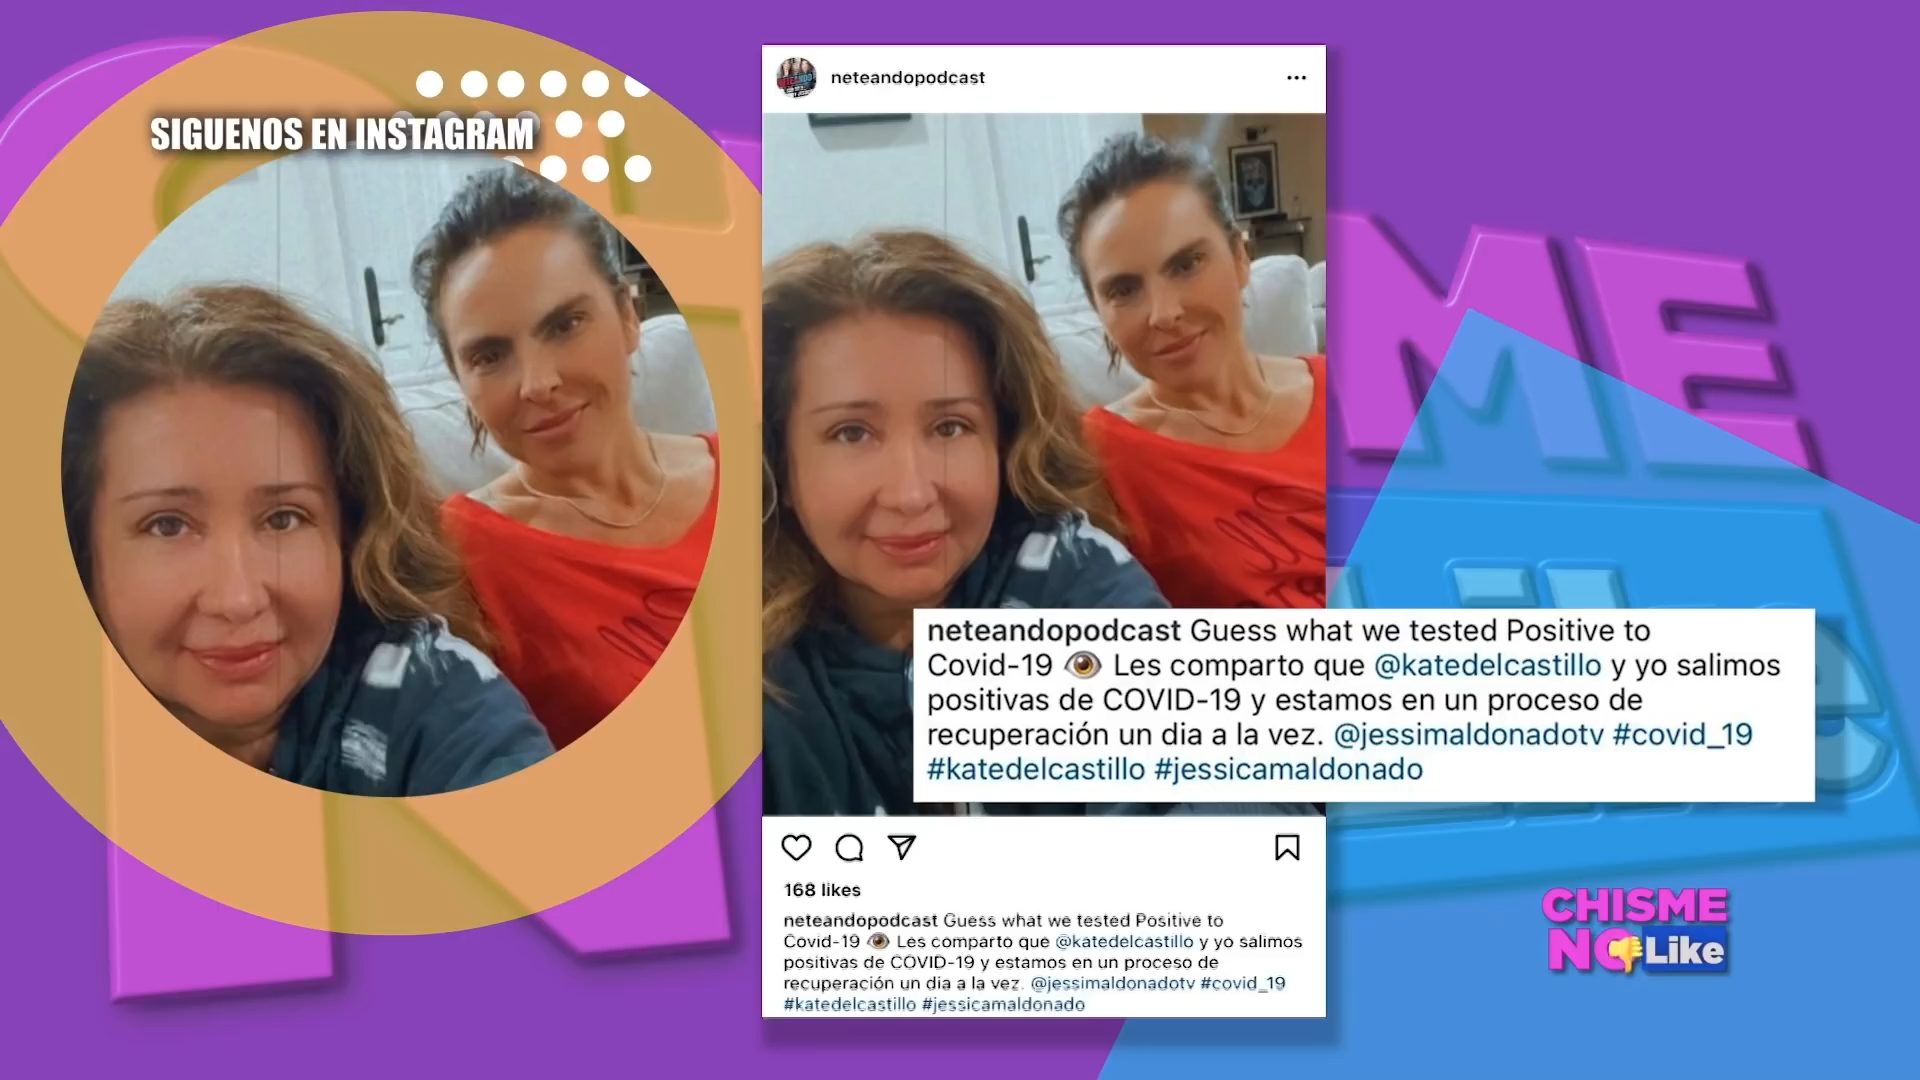 SIGUENOS EN INSTAGRAM
neteandopodcast
neteandopodcast Guess what we tested Positive to
Covid-19 👁️ Les comparto que @katedelcastillo y yo salimos
positivas de COVID-19 y estamos en un proceso de
recuperación un dia a la vez. @jessimaldonadotv #covid_19
#katedelcastillo #jessicamaldonado
168 likes
neteandopodcast Guess what we tested Positive to
Covid-19 👁️ Les comparto que @katedelcastillo y yo salimos
positivas de COVID-19 y estamos en un proceso de
recuperación un dia a la vez. @jessimaldonadotv #covid_19
#katedelcastillo #jessicamaldonado
CHISME
NO Like